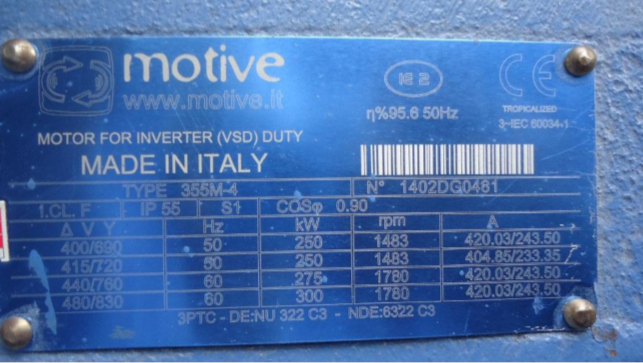 motive
www.motive.it
IE 2
CE
η%95.6 50Hz
TROPICALIZED
3~IEC 60034-1
MOTOR FOR INVERTER (VSD) DUTY
MADE IN ITALY
TYPE 355M-4 N° 1402DG0481
I.CL. F IP 55 S1 COSφ 0.90
Δ V Y Hz kW rpm A
400/690 50 250 1483 420.03/243.50
415/720 50 250 1483 404.85/233.35
440/760 60 275 1780 420.03/243.50
480/830 60 300 1780 420.03/243.50
3PTC - DE:NU 322 C3 - NDE:6322 C3